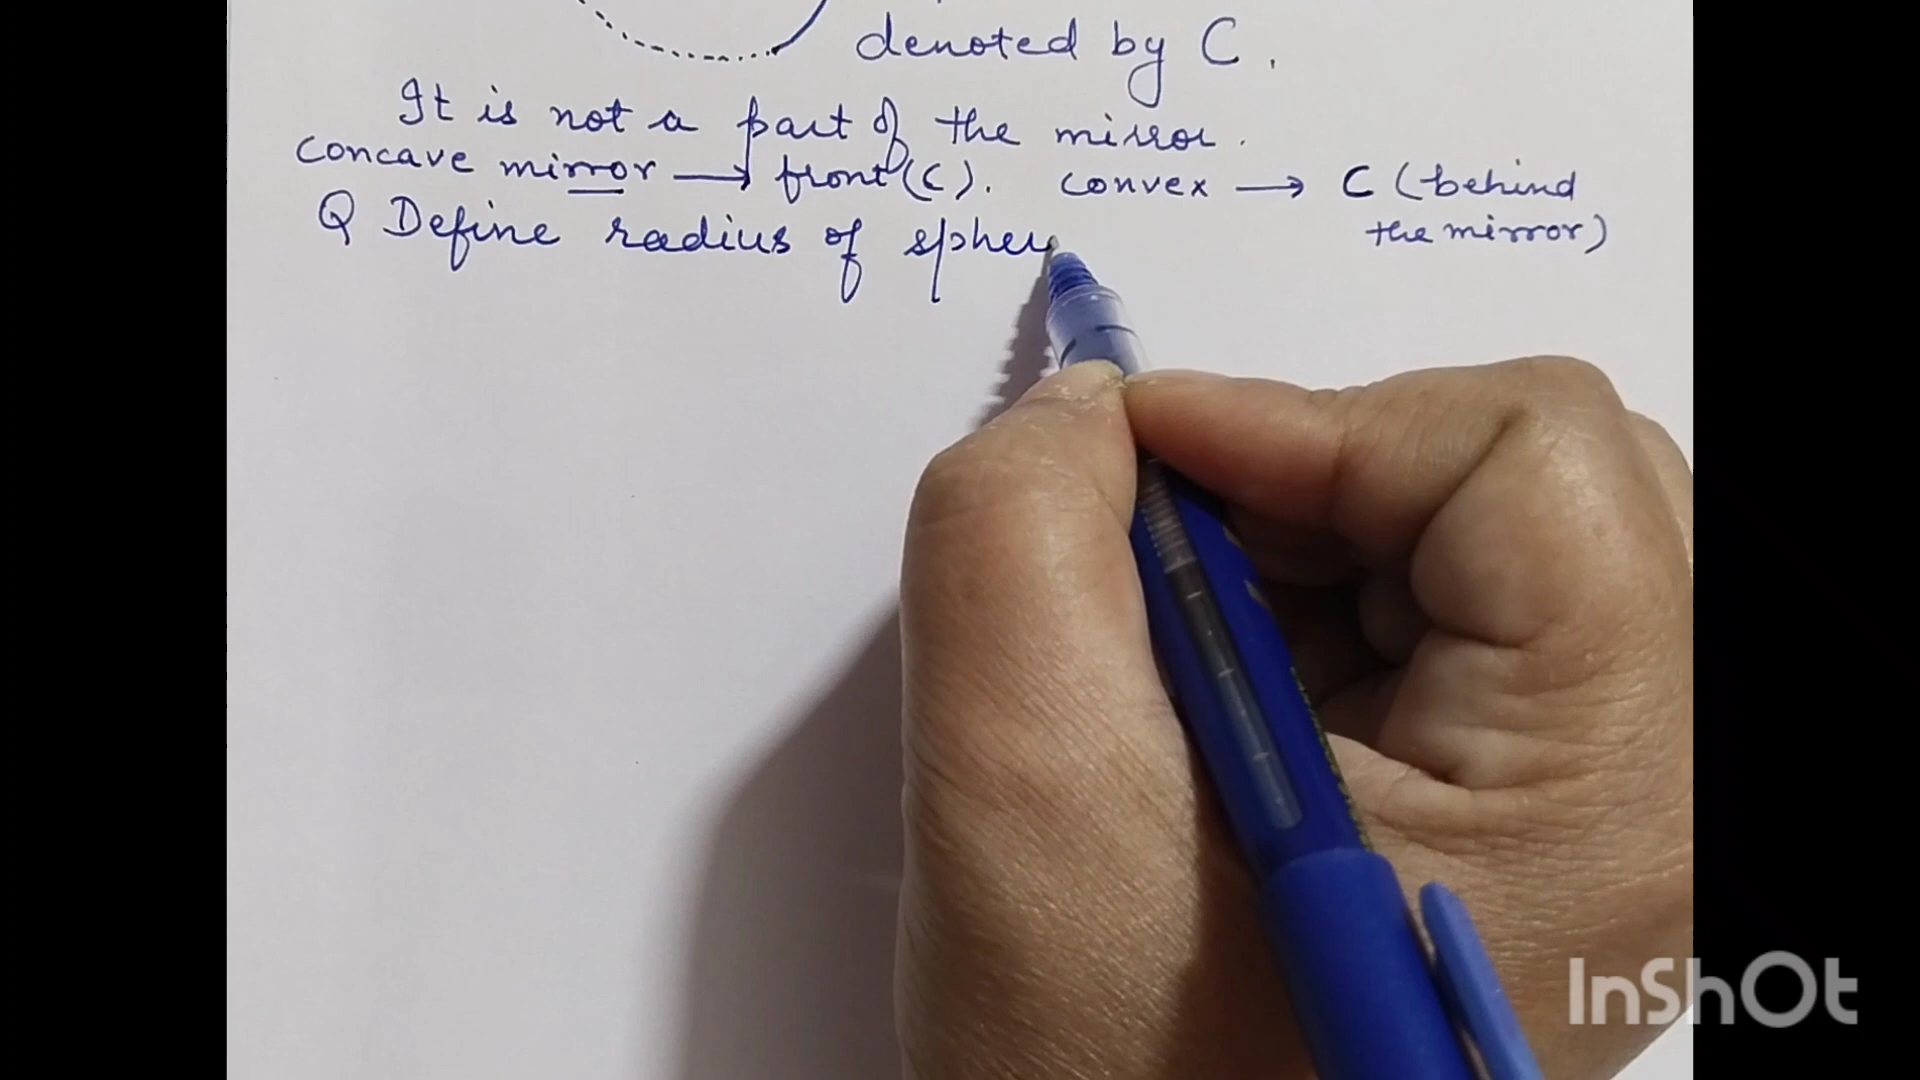 denoted by C.
It is not a part of the mirror.
concave mirror → front (C). convex → C (behind
the mirror)
Q Define radius of spher
InShOt